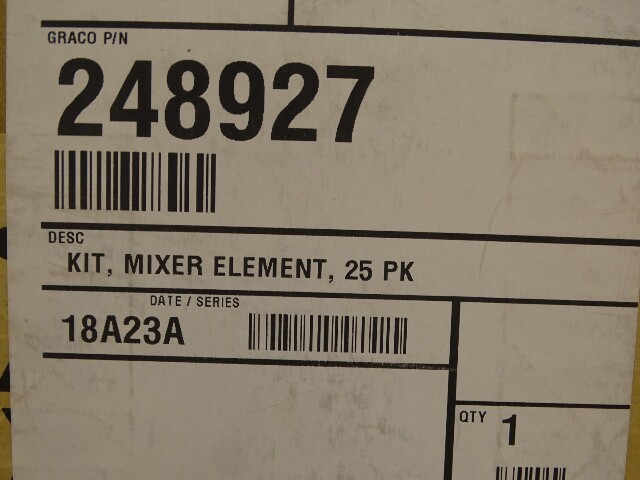 GRACO P/N
248927
DESC
KIT, MIXER ELEMENT, 25 PK
DATE / SERIES
18A23A
QTY 1